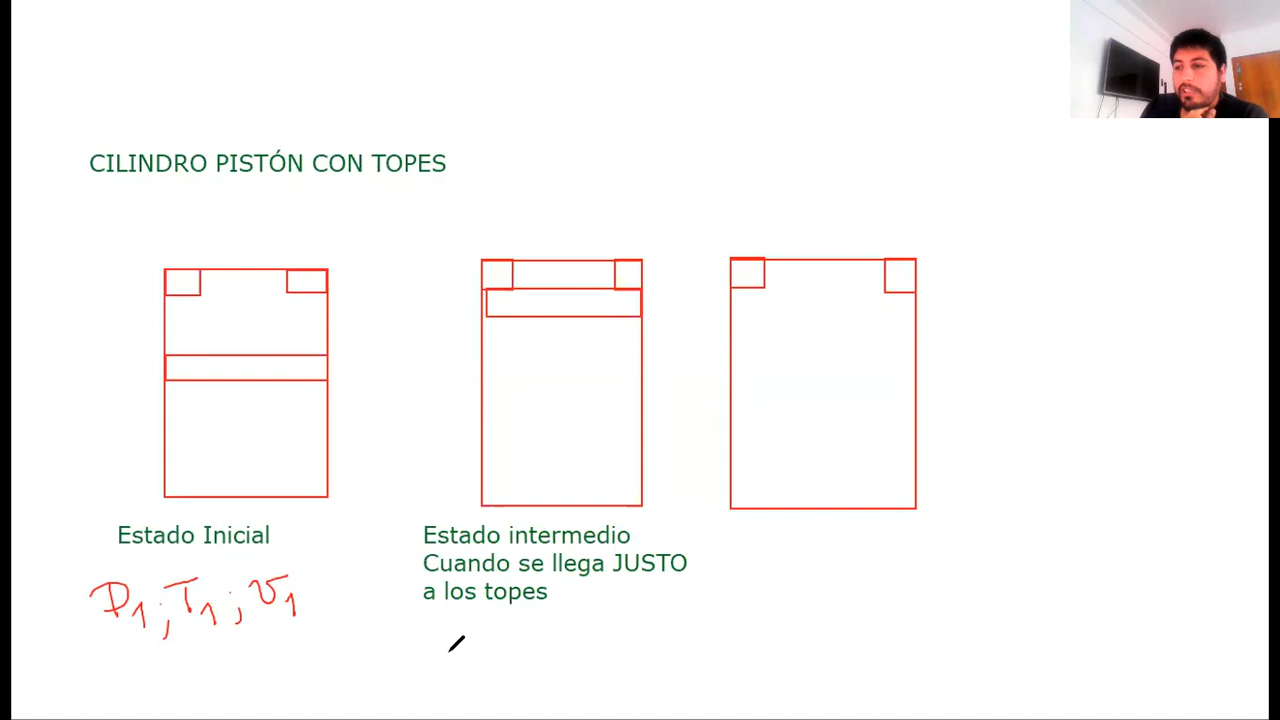 CILINDRO PISTÓN CON TOPES
Estado Inicial
P1 ; T1 ; v1
Estado intermedio
Cuando se llega JUSTO
a los topes